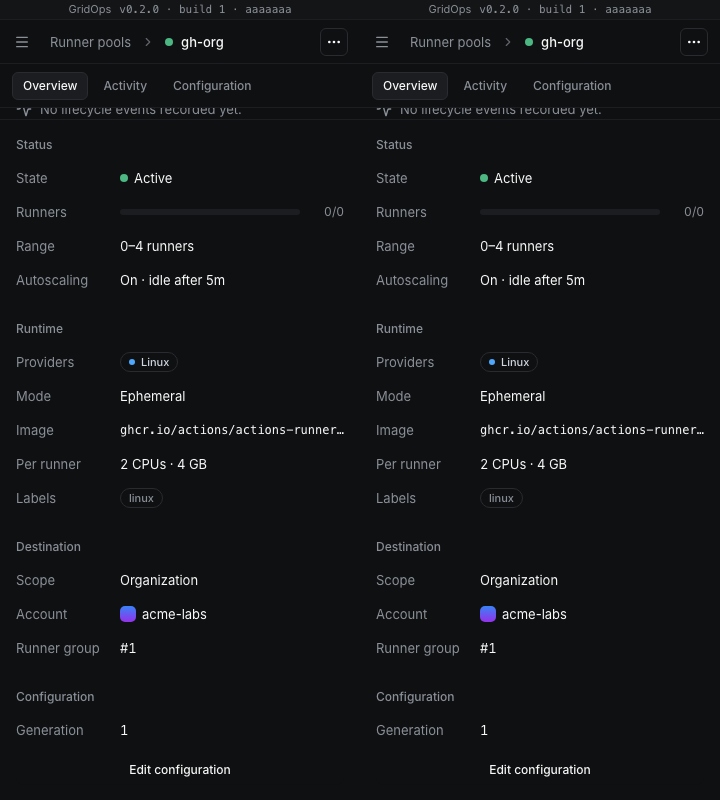 GridOps v0.2.0 · build 1 · aaaaaaa
Runner pools > gh-org
Overview Activity Configuration
No lifecycle events recorded yet.
Status
State Active
Runners 0/0
Range 0–4 runners
Autoscaling On · idle after 5m
Runtime
Providers Linux
Mode Ephemeral
Image ghcr.io/actions/actions-runner…
Per runner 2 CPUs · 4 GB
Labels linux
Destination
Scope Organization
Account acme-labs
Runner group #1
Configuration
Generation 1
Edit configuration
GridOps v0.2.0 · build 1 · aaaaaaa
Runner pools > gh-org
Overview Activity Configuration
No lifecycle events recorded yet.
Status
State Active
Runners 0/0
Range 0–4 runners
Autoscaling On · idle after 5m
Runtime
Providers Linux
Mode Ephemeral
Image ghcr.io/actions/actions-runner…
Per runner 2 CPUs · 4 GB
Labels linux
Destination
Scope Organization
Account acme-labs
Runner group #1
Configuration
Generation 1
Edit configuration